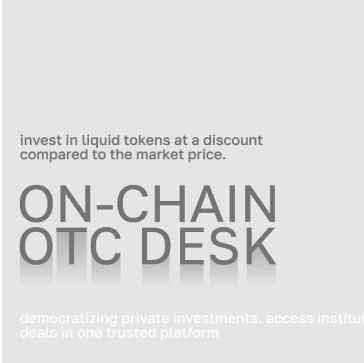 invest in liquid tokens at a discount
compared to the market price.
ON-CHAIN
OTC DESK
democratizing private investments. access
deals in one trusted platform